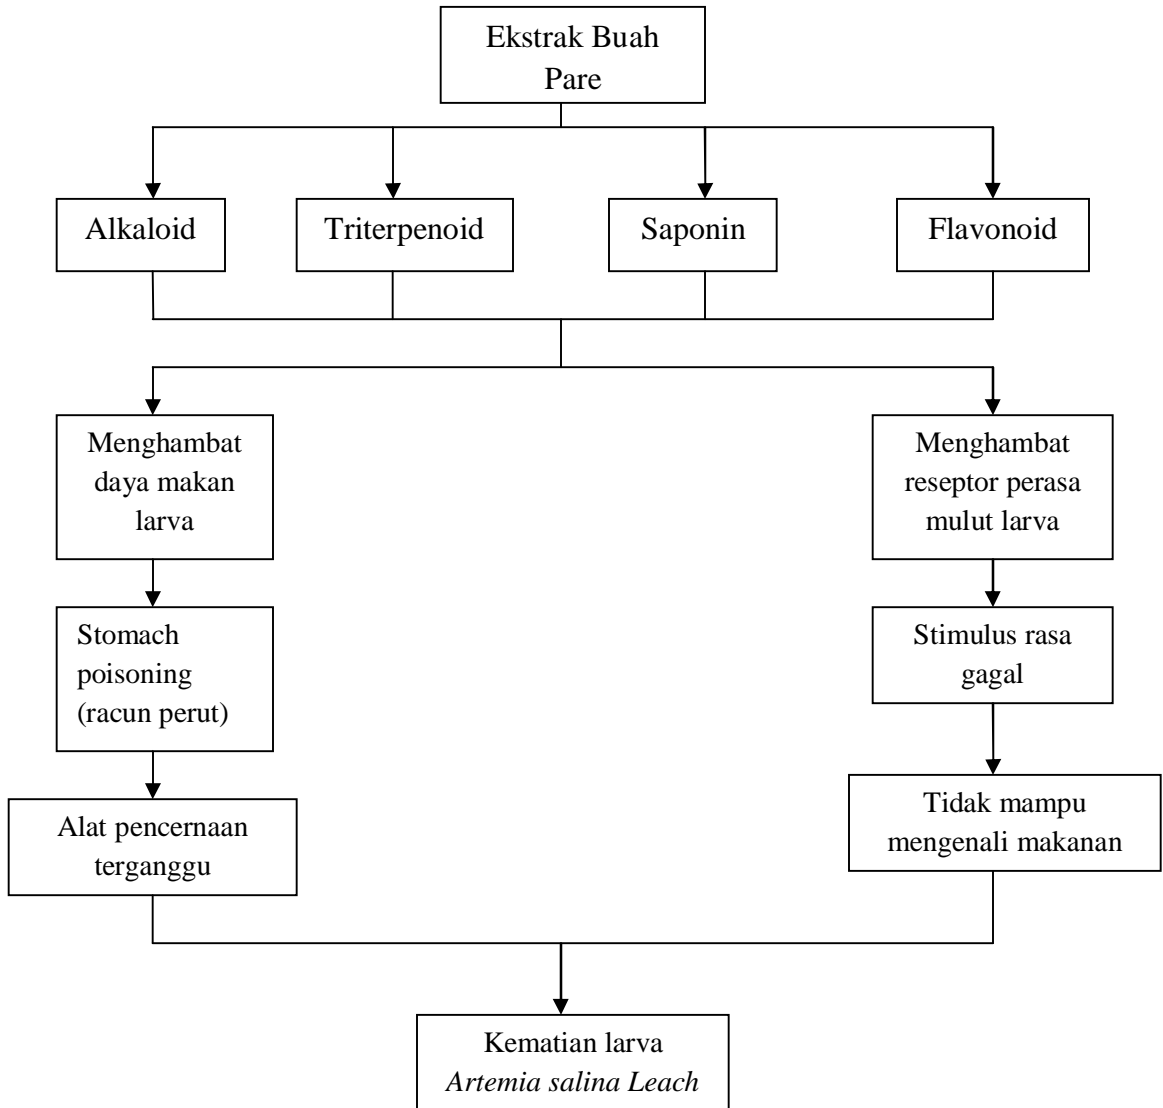 Ekstrak Buah
Pare
Alkaloid
Triterpenoid
Saponin
Flavonoid
Menghambat
daya makan
larva
Menghambat
reseptor perasa
mulut larva
Stomach
poisoning
(racun perut)
Stimulus rasa
gagal
Alat pencernaan
terganggu
Tidak mampu
mengenali makanan
Kematian larva
Artemia salina Leach